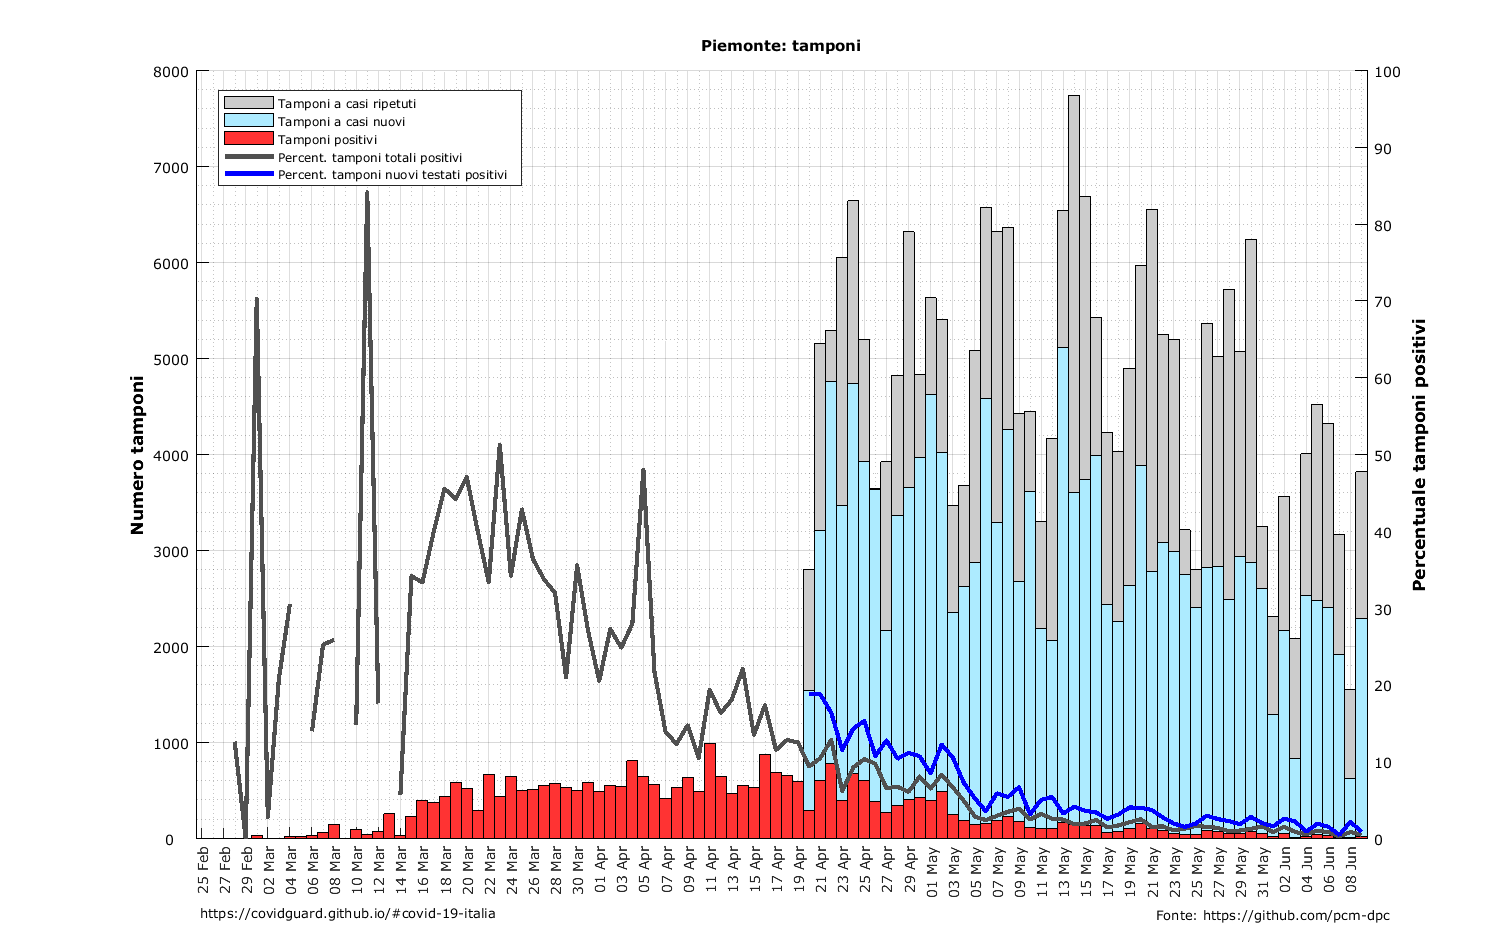 Piemonte: tamponi
8000
7000
6000
5000
4000
3000
2000
1000
0
100
90
80
70
60
50
40
30
20
10
0
Numero tamponi
Percentuale tamponi positivi
Tamponi a casi ripetuti
Tamponi a casi nuovi
Tamponi positivi
Percent. tamponi totali positivi
Percent. tamponi nuovi testati positivi
25 Feb
27 Feb
29 Feb
02 Mar
04 Mar
06 Mar
08 Mar
10 Mar
12 Mar
14 Mar
16 Mar
18 Mar
20 Mar
22 Mar
24 Mar
26 Mar
28 Mar
30 Mar
01 Apr
03 Apr
05 Apr
07 Apr
09 Apr
11 Apr
13 Apr
15 Apr
17 Apr
19 Apr
21 Apr
23 Apr
25 Apr
27 Apr
29 Apr
01 May
03 May
05 May
07 May
09 May
11 May
13 May
15 May
17 May
19 May
21 May
23 May
25 May
27 May
29 May
31 May
02 Jun
04 Jun
06 Jun
08 Jun
https://covidguard.github.io/#covid-19-italia
Fonte: https://github.com/pcm-dpc